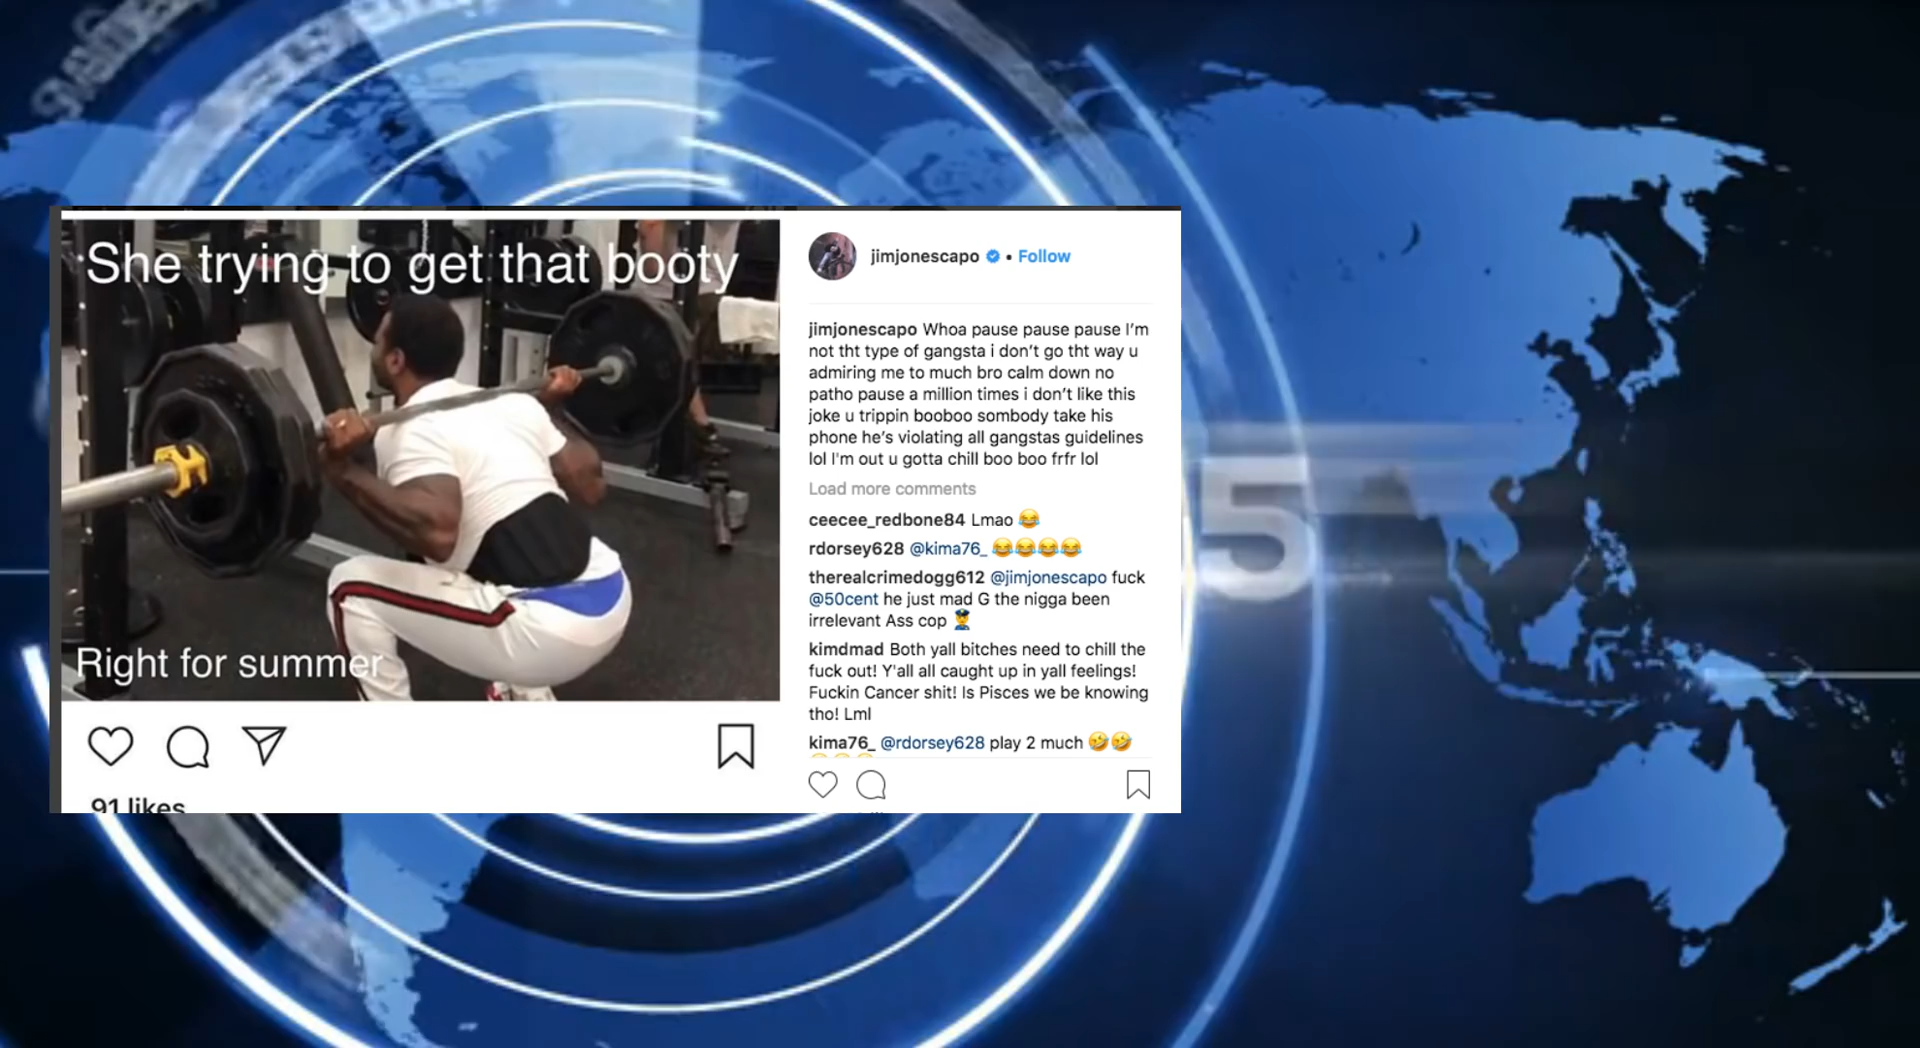 She trying to get that booty
Right for summer
91 likes
jimjonescapo • Follow
jimjonescapo Whoa pause pause pause I'm
not tht type of gangsta i don't go tht way u
admiring me to much bro calm down no
patho pause a million times i don't like this
joke u trippin booboo sombody take his
phone he's violating all gangstas guidelines
lol I'm out u gotta chill boo boo frfr lol
Load more comments
ceecee_redbone84 Lmao 😂
rdorsey628 @kima76_ 😂😂😂😂
therealcrimedogg612 @jimjonescapo fuck
@50cent he just mad G the nigga been
irrelevant Ass cop 👮
kimdmad Both yall bitches need to chill the
fuck out! Y'all all caught up in yall feelings!
Fuckin Cancer shit! Is Pisces we be knowing
tho! Lml
kima76_ @rdorsey628 play 2 much 🤣🤣
5